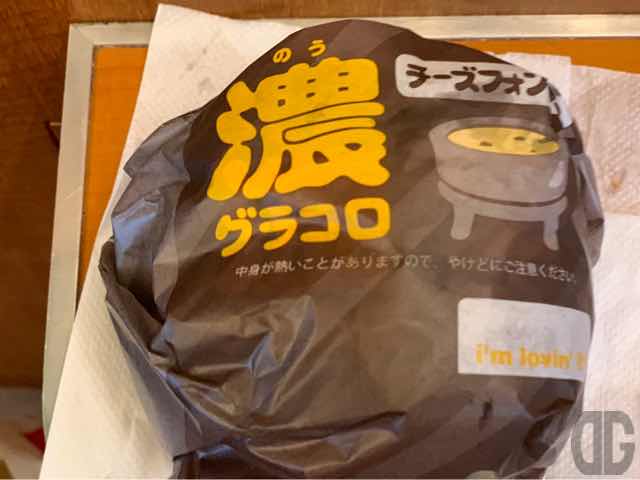 のう
濃
チーズフォン
グラコロ
中身が熱いことがありますので、やけどにご注意ください。
i'm lovin'
DG